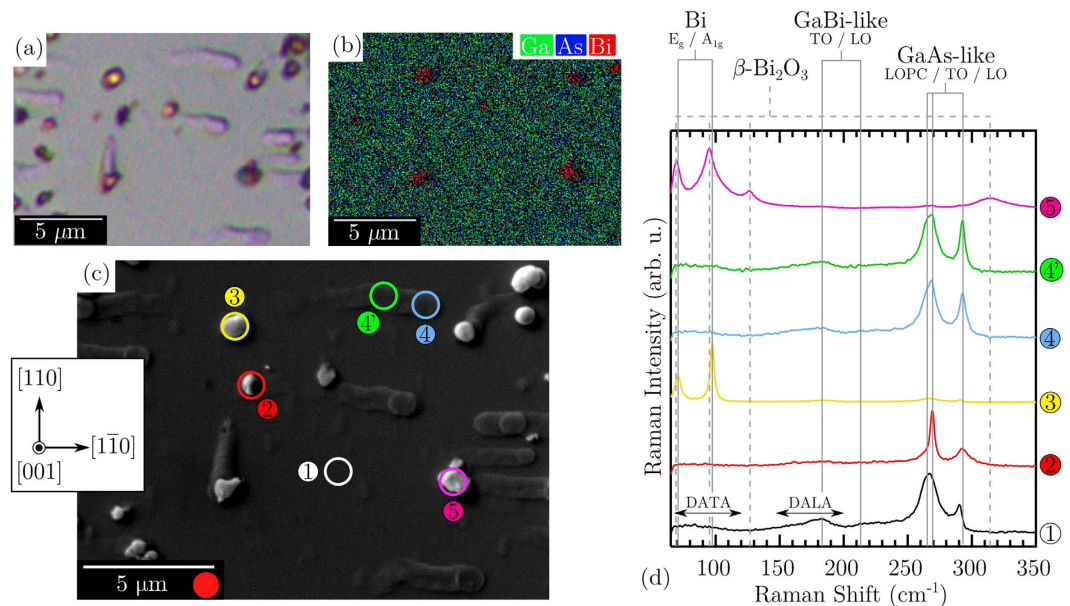 (a)
5 μm
(b)
Ga As Bi
5 μm
(c)
3
4'
4
2
1
5
[110]
[11̅0]
[001]
5 μm
Bi
E_g / A_1g
GaBi-like
TO / LO
β-Bi₂O₃
GaAs-like
LOPC / TO / LO
Raman Intensity (arb. u.)
5
4'
4
3
2
DATA
DALA
1
100 150 200 250 300 350
(d)
Raman Shift (cm⁻¹)